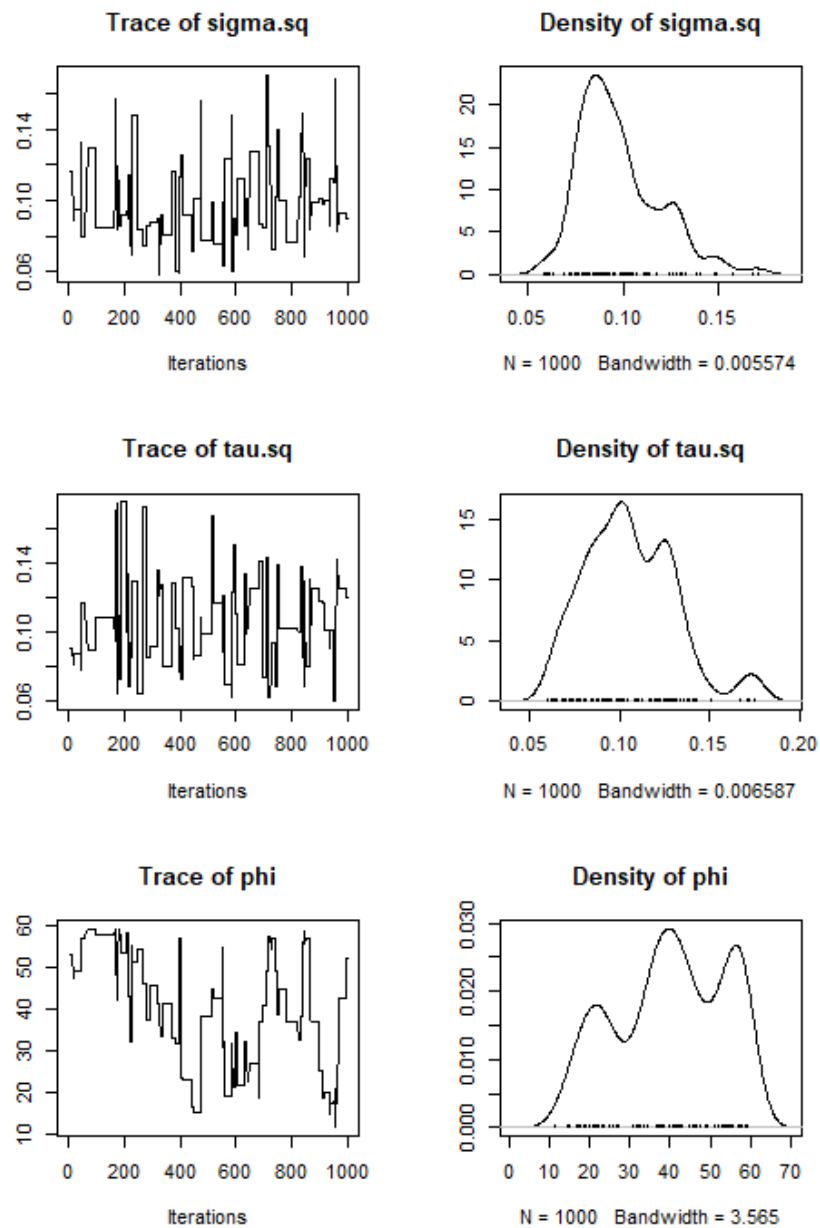 Trace of sigma.sq
0.06 0.10 0.14
0 200 400 600 800 1000
Iterations
Density of sigma.sq
0 5 10 15 20
0.05 0.10 0.15
N = 1000 Bandwidth = 0.005574
Trace of tau.sq
0.06 0.10 0.14
0 200 400 600 800 1000
Iterations
Density of tau.sq
0 5 10 15
0.05 0.10 0.15 0.20
N = 1000 Bandwidth = 0.006587
Trace of phi
10 20 30 40 50 60
0 200 400 600 800 1000
Iterations
Density of phi
0.000 0.010 0.020 0.030
0 10 20 30 40 50 60 70
N = 1000 Bandwidth = 3.565